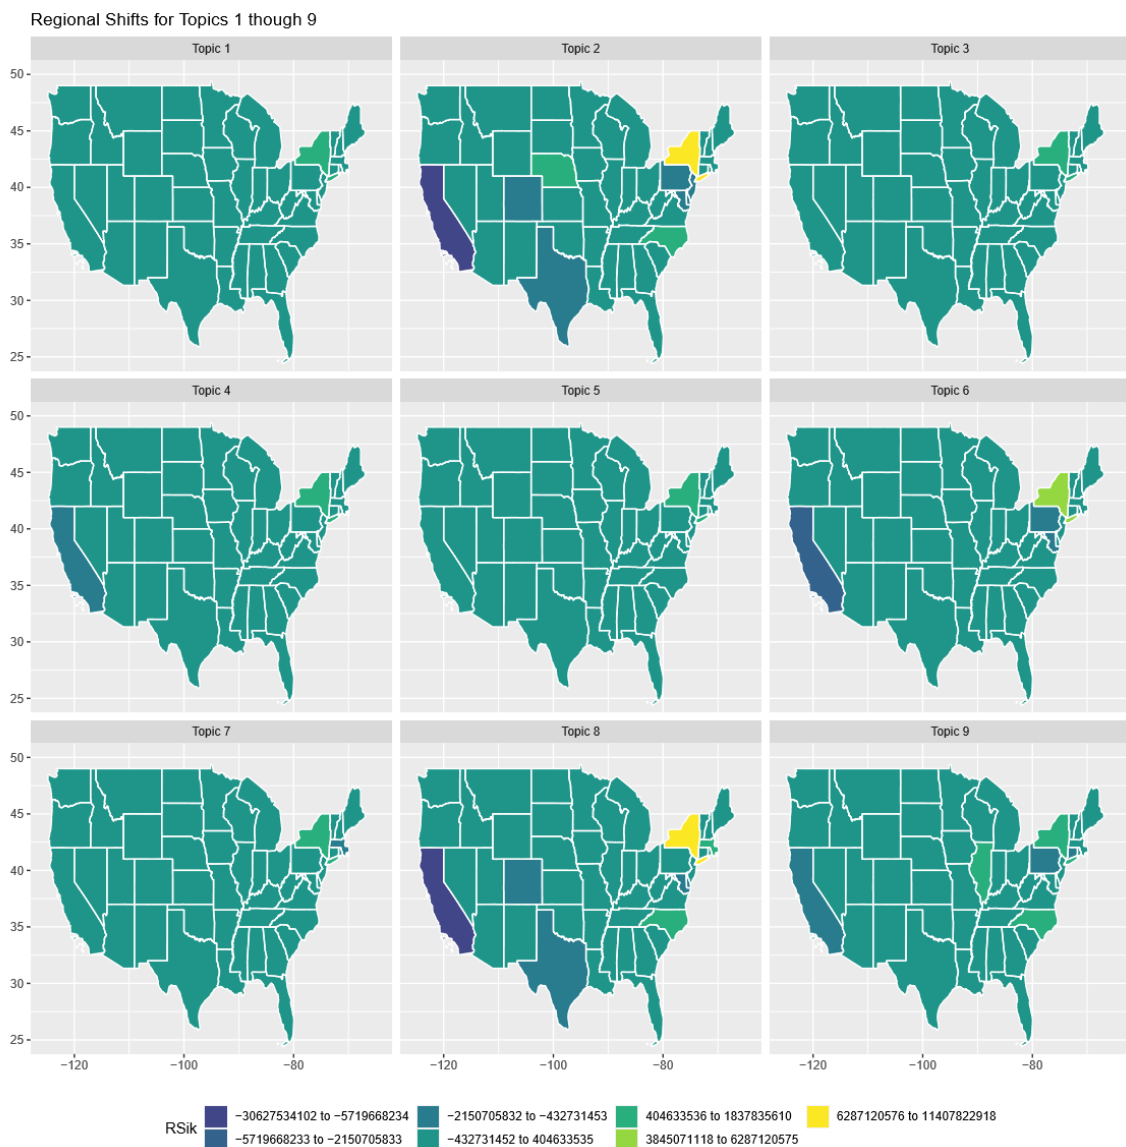 Regional Shifts for Topics 1 though 9
Topic 1
Topic 2
Topic 3
50
45
40
35
30
25
Topic 4
Topic 5
Topic 6
50
45
40
35
30
25
Topic 7
Topic 8
Topic 9
50
45
40
35
30
25
−120 −100 −80
−120 −100 −80
−120 −100 −80
RSik
−30627534102 to −5719668234
−5719668233 to −2150705833
−2150705832 to −432731453
−432731452 to 404633535
404633536 to 1837835610
3845071118 to 6287120575
6287120576 to 11407822918